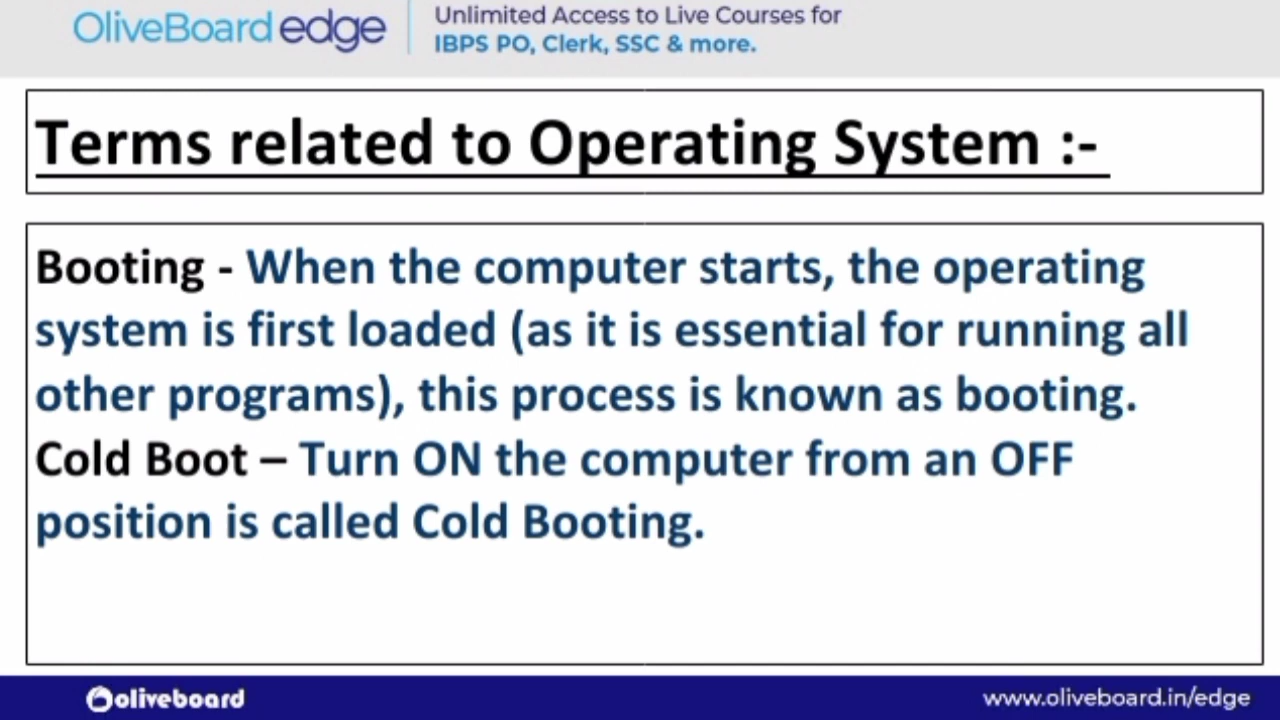 OliveBoard edge
Unlimited Access to Live Courses for
IBPS PO, Clerk, SSC & more.
Terms related to Operating System :-
Booting - When the computer starts, the operating
system is first loaded (as it is essential for running all
other programs), this process is known as booting.
Cold Boot – Turn ON the computer from an OFF
position is called Cold Booting.
oliveboard
www.oliveboard.in/edge